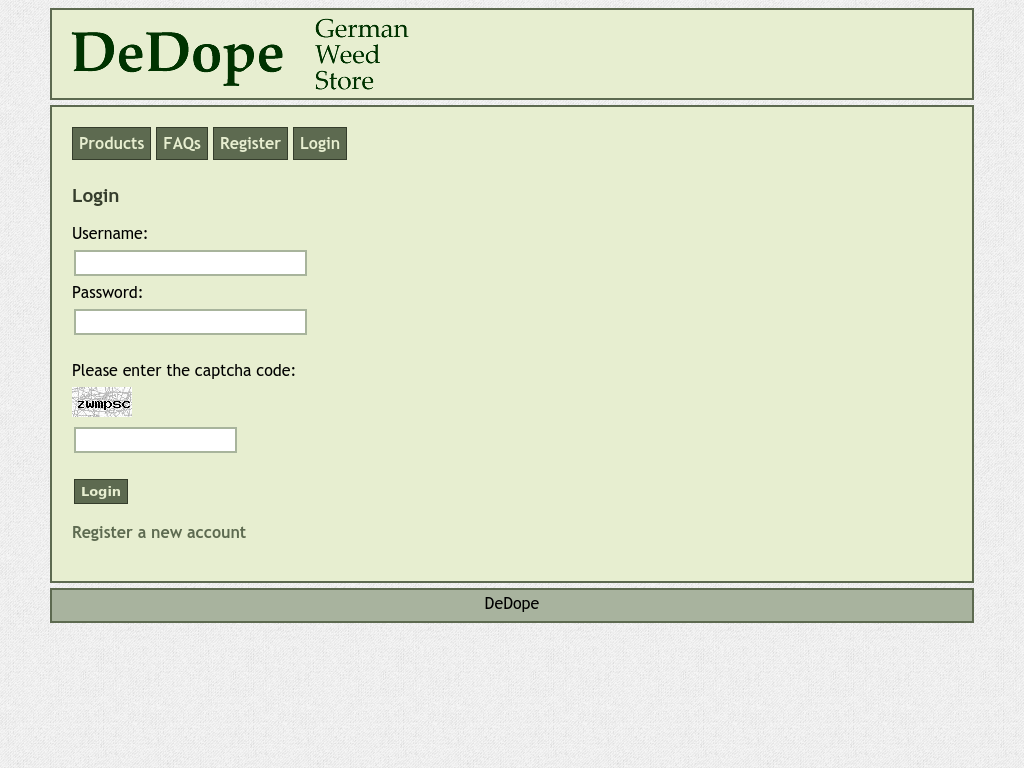 DeDope
German
Weed
Store
Products FAQs Register Login
Login
Username:
Password:
Please enter the captcha code:
zwmpsc
Login
Register a new account
DeDope